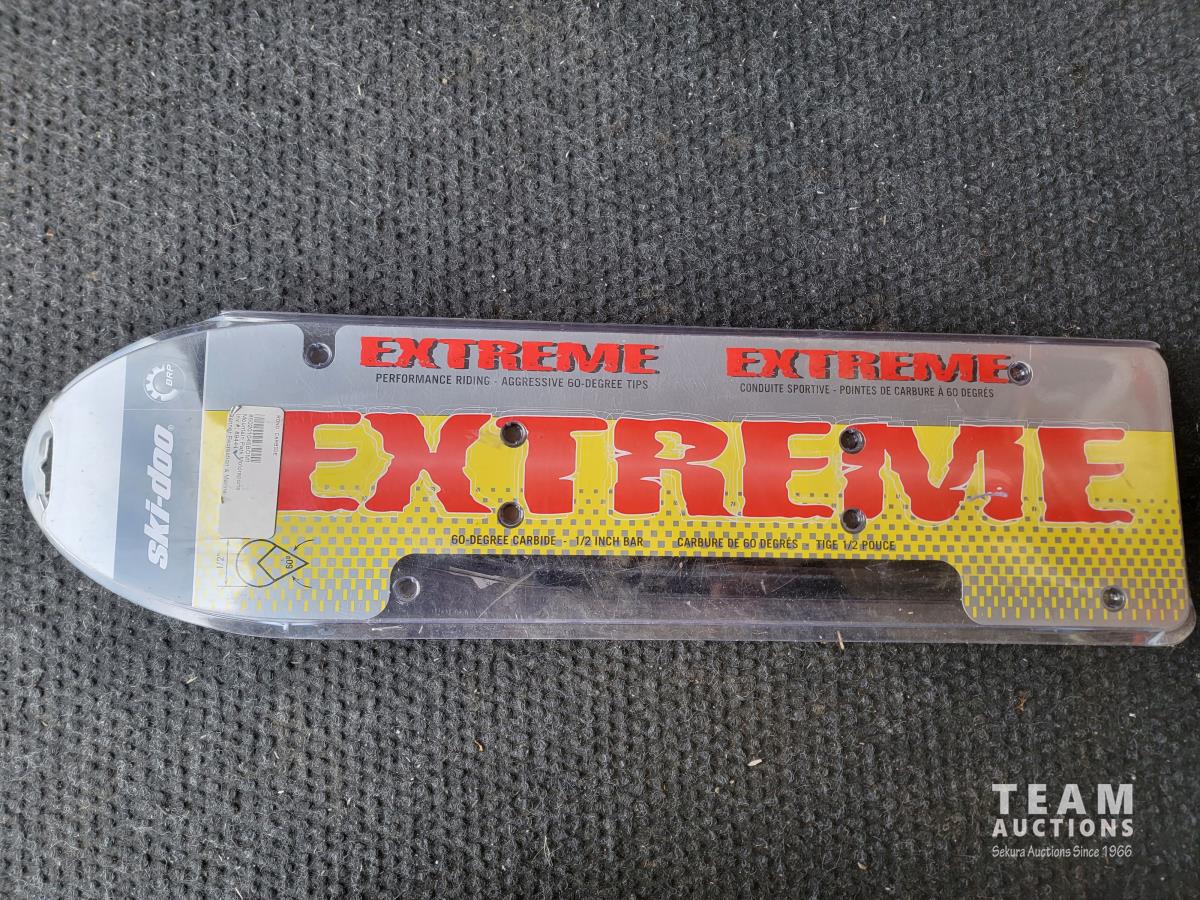 EXTREME
PERFORMANCE RIDING - AGGRESSIVE 60-DEGREE TIPS
EXTREME
CONDUITE SPORTIVE - POINTES DE CARBURE À 60 DEGRÉS
BRP
ski-doo
EXTREME
60-DEGREE CARBIDE - 1/2 INCH BAR
CARBURE DE 60 DEGRÉS - TIGE 1/2 POUCE
1/2"
60°
TEAM
AUCTIONS
Sekura Auctions Since 1966